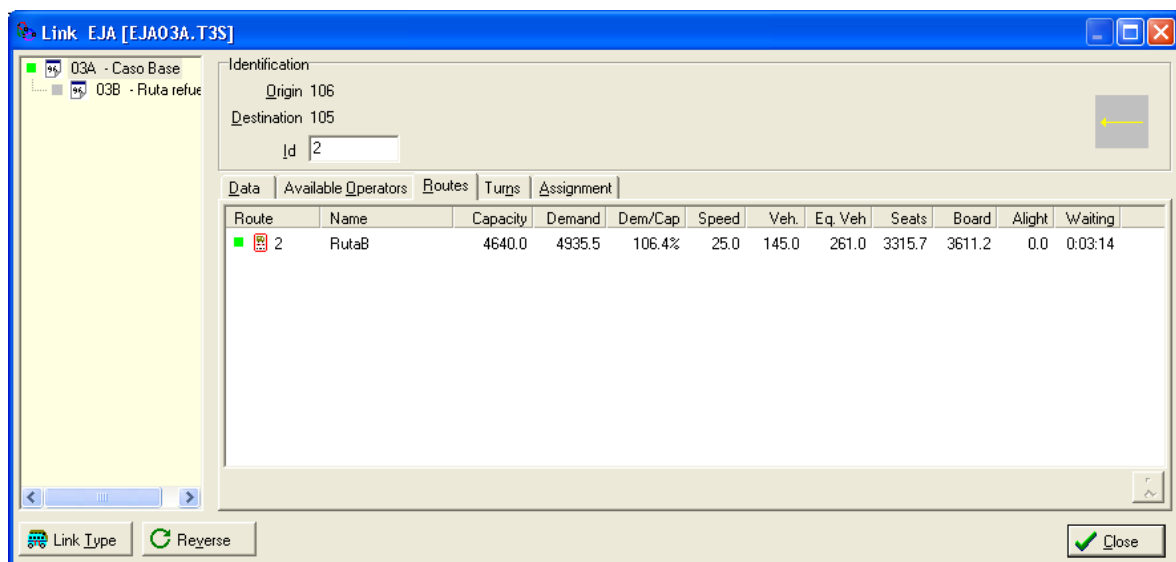 Link EJA [EJA03A.T3S]
03A - Caso Base
03B - Ruta refue
Identification
Origin 106
Destination 105
Id 2
Data Available Operators Routes Turns Assignment
Route Name Capacity Demand Dem/Cap Speed Veh. Eq. Veh Seats Board Alight Waiting
2 RutaB 4640.0 4935.5 106.4% 25.0 145.0 261.0 3315.7 3611.2 0.0 0:03:14
Link Type Reverse Close